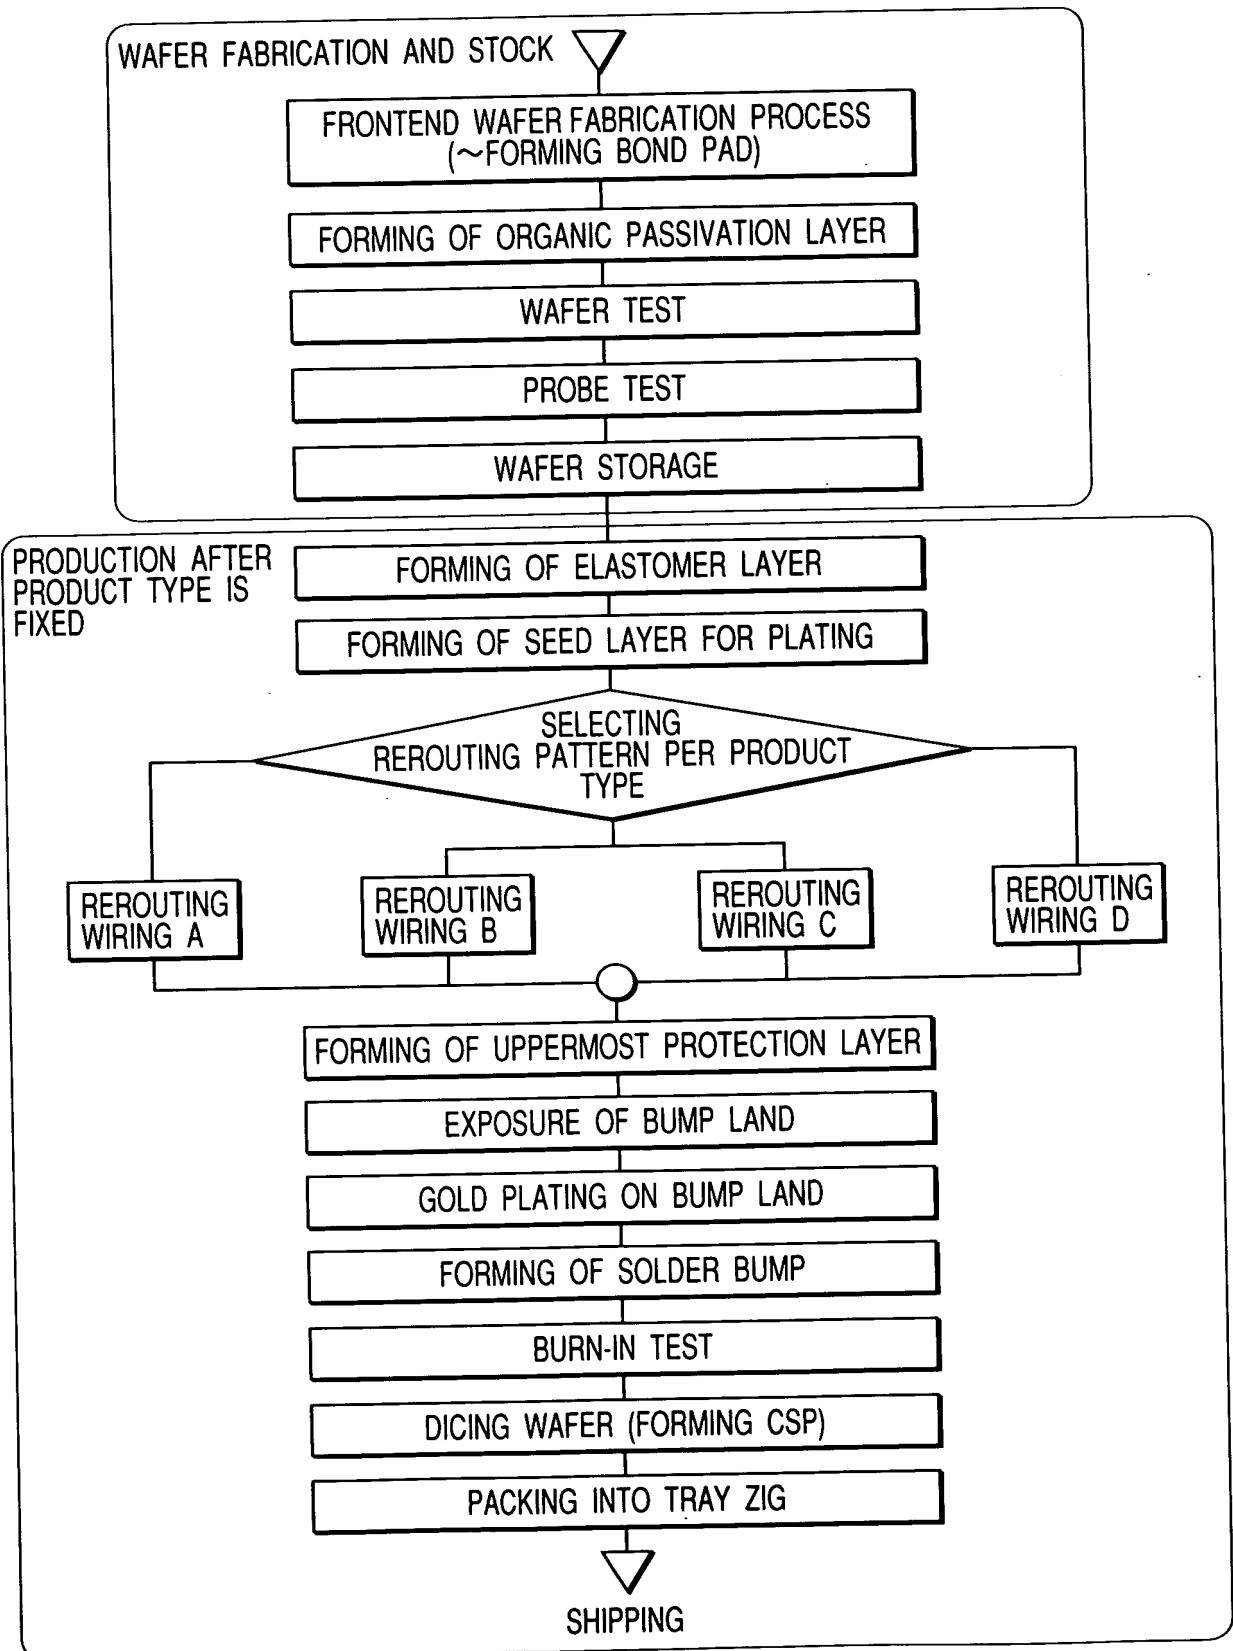 WAFER FABRICATION AND STOCK
FRONTEND WAFER FABRICATION PROCESS
(~FORMING BOND PAD)
FORMING OF ORGANIC PASSIVATION LAYER
WAFER TEST
PROBE TEST
WAFER STORAGE
PRODUCTION AFTER
PRODUCT TYPE IS
FIXED
FORMING OF ELASTOMER LAYER
FORMING OF SEED LAYER FOR PLATING
SELECTING
REROUTING PATTERN PER PRODUCT
TYPE
REROUTING
WIRING A
REROUTING
WIRING B
REROUTING
WIRING C
REROUTING
WIRING D
FORMING OF UPPERMOST PROTECTION LAYER
EXPOSURE OF BUMP LAND
GOLD PLATING ON BUMP LAND
FORMING OF SOLDER BUMP
BURN-IN TEST
DICING WAFER (FORMING CSP)
PACKING INTO TRAY ZIG
SHIPPING